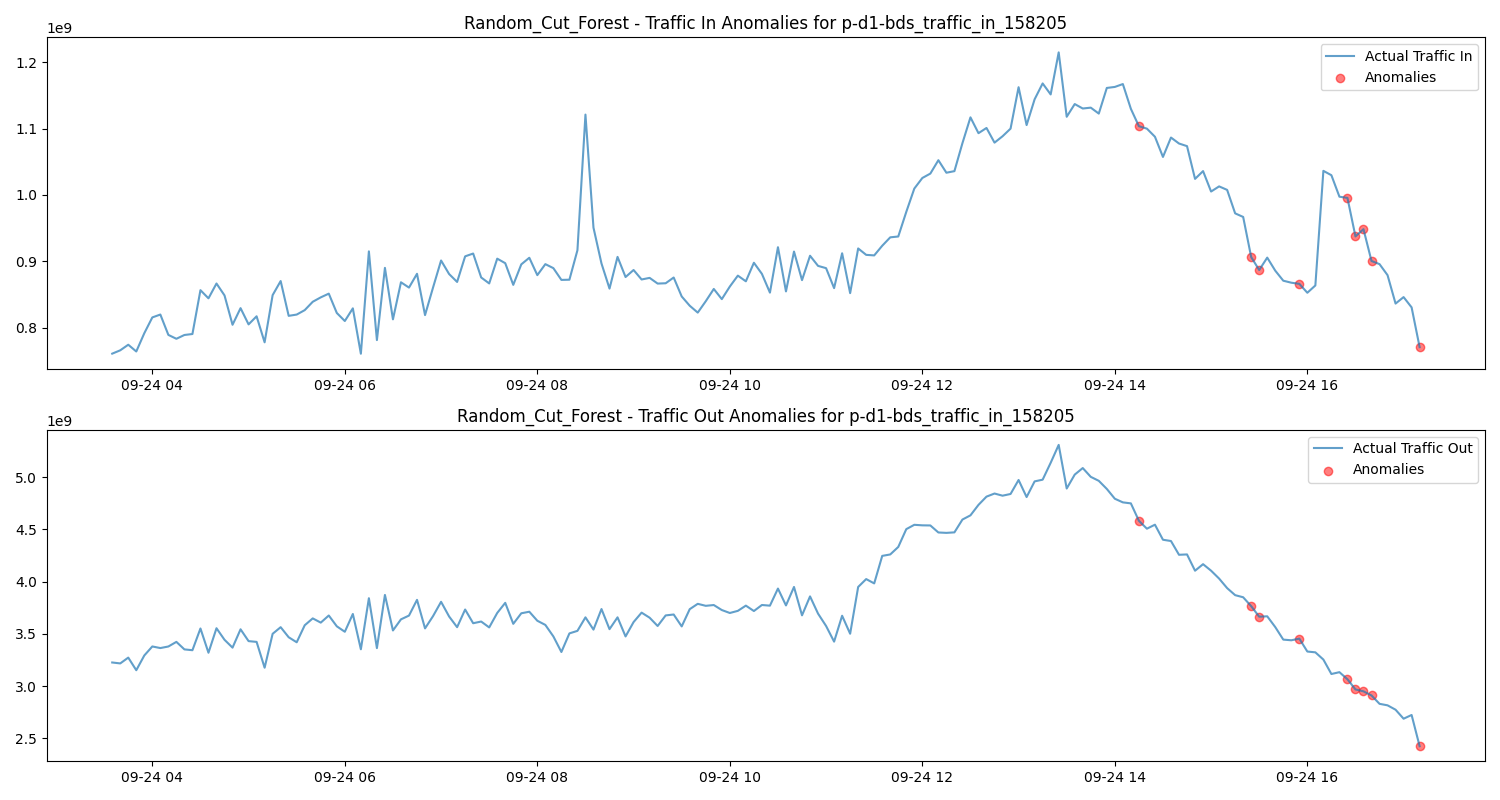 Random_Cut_Forest - Traffic In Anomalies for p-d1-bds_traffic_in_158205
1e9
1.2
1.1
1.0
0.9
0.8
Actual Traffic In
Anomalies
09-24 04 09-24 06 09-24 08 09-24 10 09-24 12 09-24 14 09-24 16
Random_Cut_Forest - Traffic Out Anomalies for p-d1-bds_traffic_in_158205
1e9
5.0
4.5
4.0
3.5
3.0
2.5
Actual Traffic Out
Anomalies
09-24 04 09-24 06 09-24 08 09-24 10 09-24 12 09-24 14 09-24 16